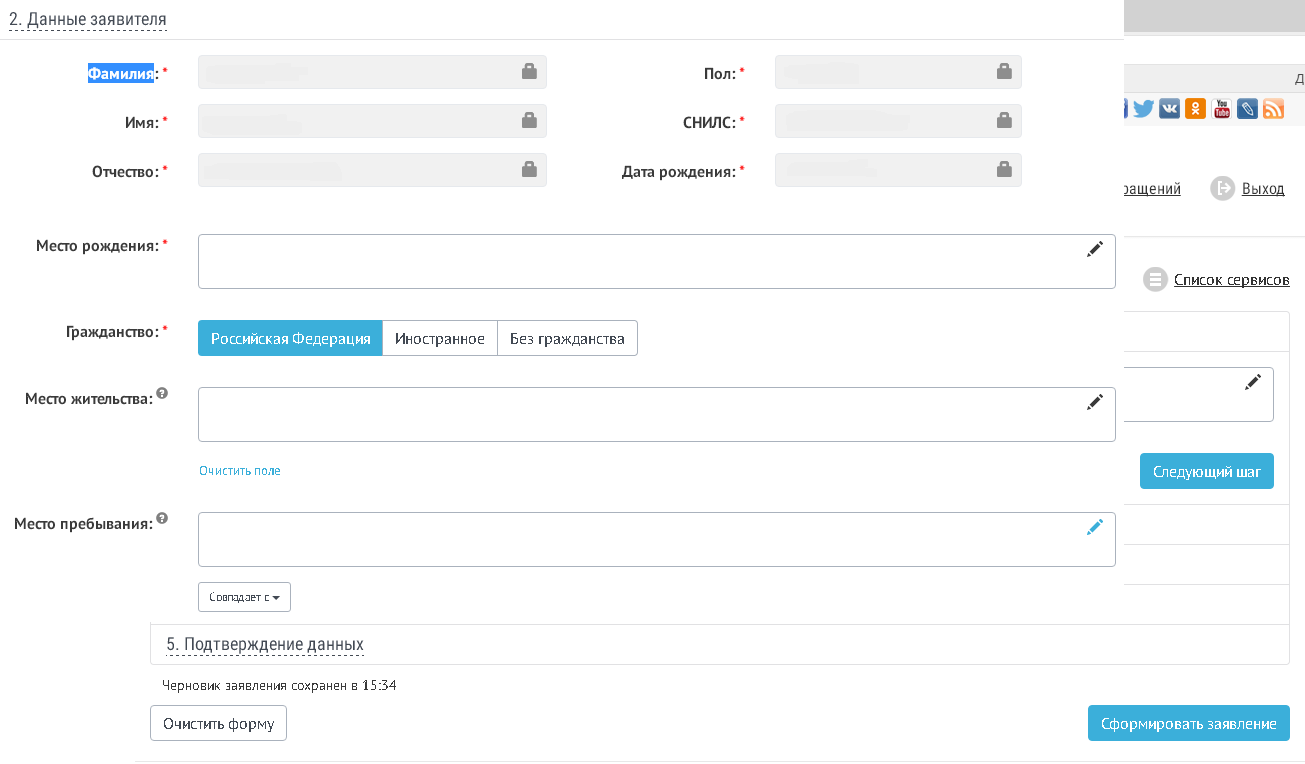 2. Данные заявителя
Фамилия: *
Пол: *
Д
Имя: *
СНИЛС: *
You Tube
Отчество: *
Дата рождения: *
ращений
Выход
Место рождения: *
Список сервисов
Гражданство: *
Российская Федерация
Иностранное
Без гражданства
Место жительства: ?
Очистить поле
Следующий шаг
Место пребывания: ?
Совпадает с
5. Подтверждение данных
Черновик заявления сохранен в 15:34
Очистить форму
Сформировать заявление